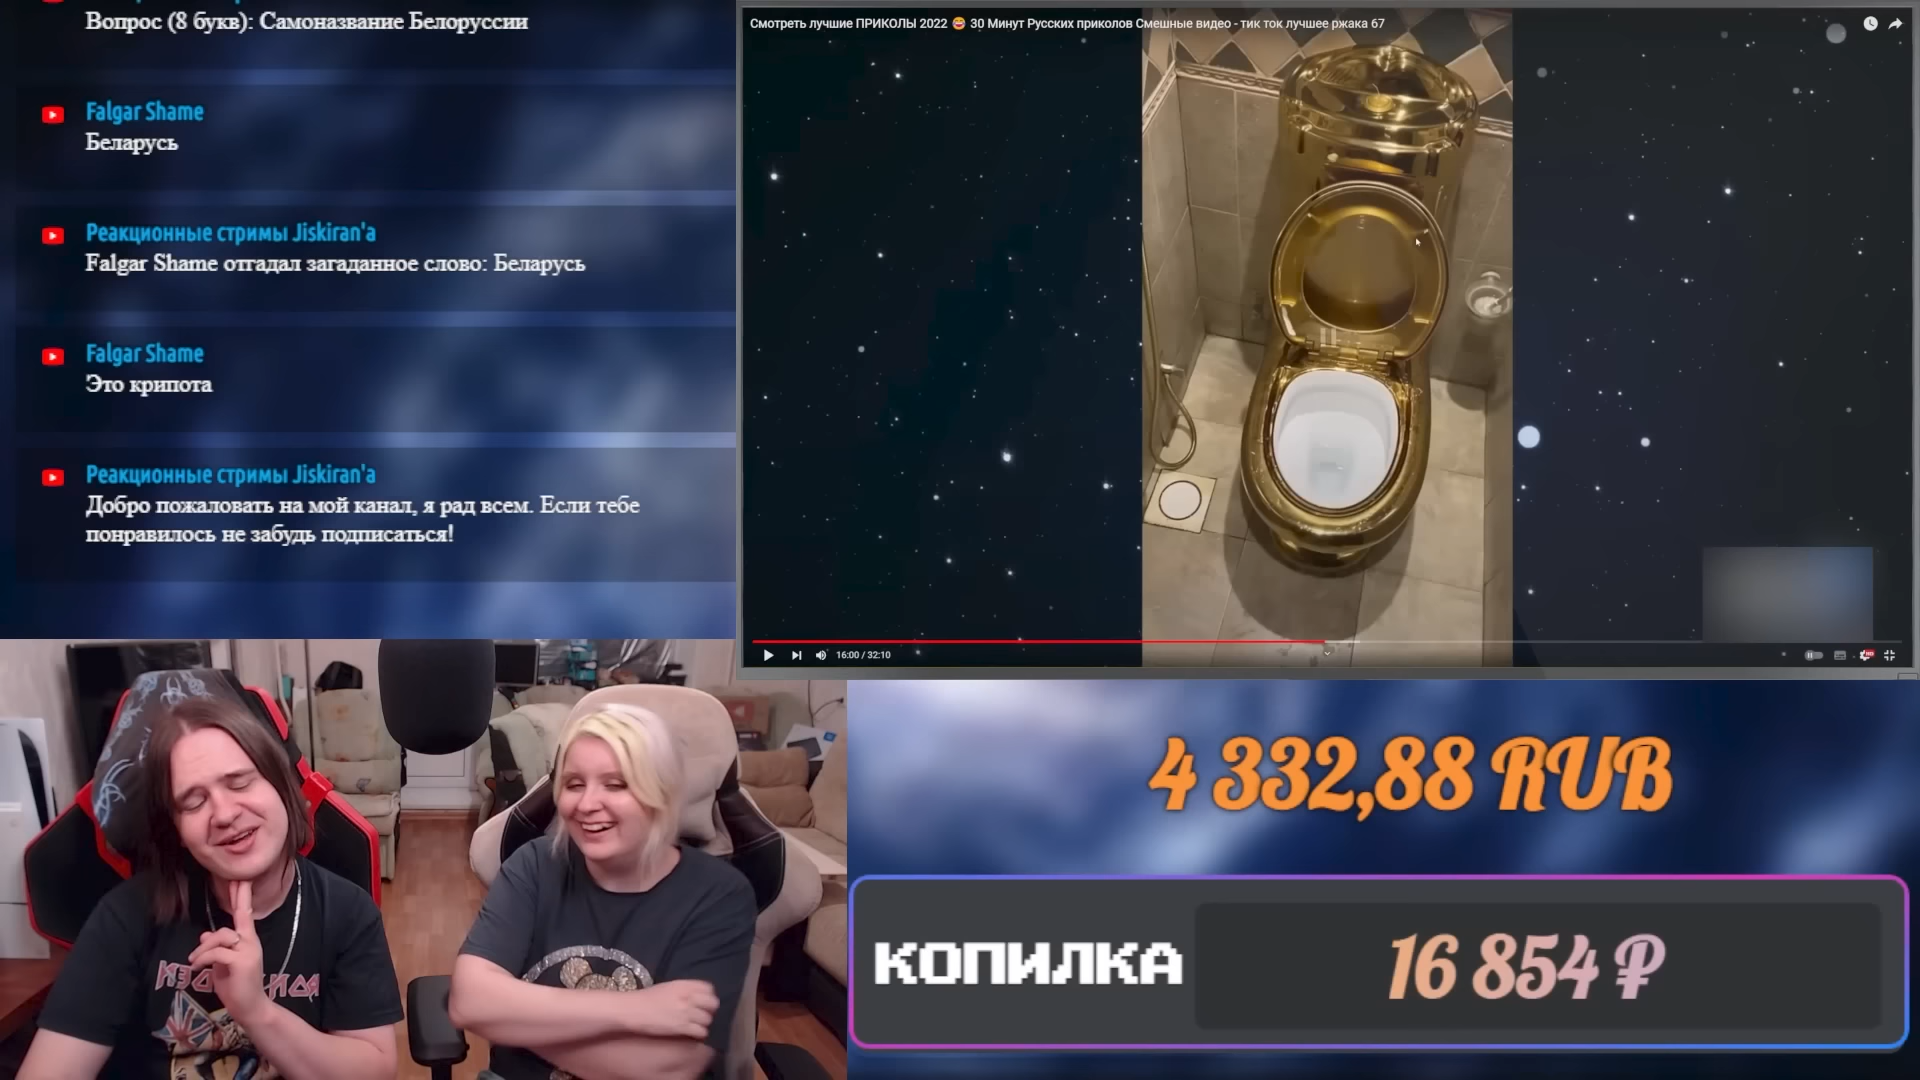 Вопрос (8 букв): Самоназвание Белоруссии
Falgar Shame
Беларусь
Реакционные стримы Jiskiran'a
Falgar Shame отгадал загаданное слово: Беларусь
Falgar Shame
Это крипота
Реакционные стримы Jiskiran'a
Добро пожаловать на мой канал, я рад всем. Если тебе
понравилось не забудь подписаться!
Смотреть лучшие ПРИКОЛЫ 2022 😄 30 Минут Русских приколов Смешные видео - тик ток лучшее ржака 67
16:00 / 32:10
4 332,88 RUB
КОПИЛКА
16 854 ₽